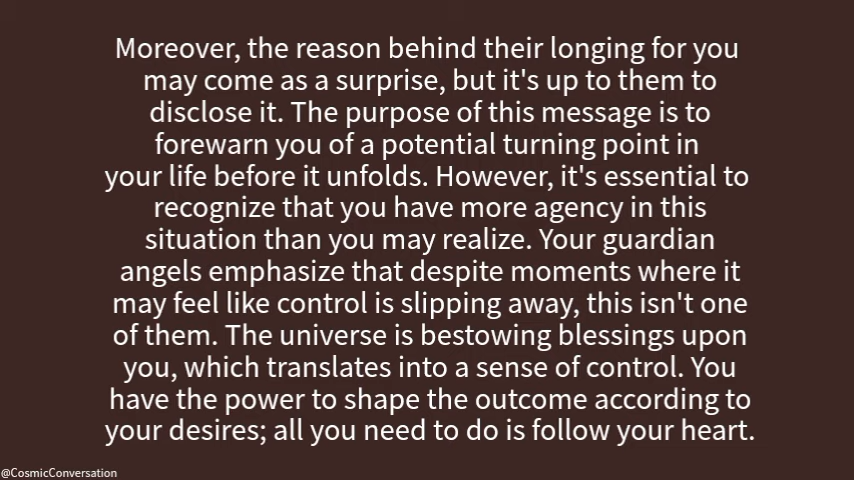 Moreover, the reason behind their longing for you
may come as a surprise, but it's up to them to
disclose it. The purpose of this message is to
forewarn you of a potential turning point in
your life before it unfolds. However, it's essential to
recognize that you have more agency in this
situation than you may realize. Your guardian
angels emphasize that despite moments where it
may feel like control is slipping away, this isn't one
of them. The universe is bestowing blessings upon
you, which translates into a sense of control. You
have the power to shape the outcome according to
your desires; all you need to do is follow your heart.
@CosmicConversation